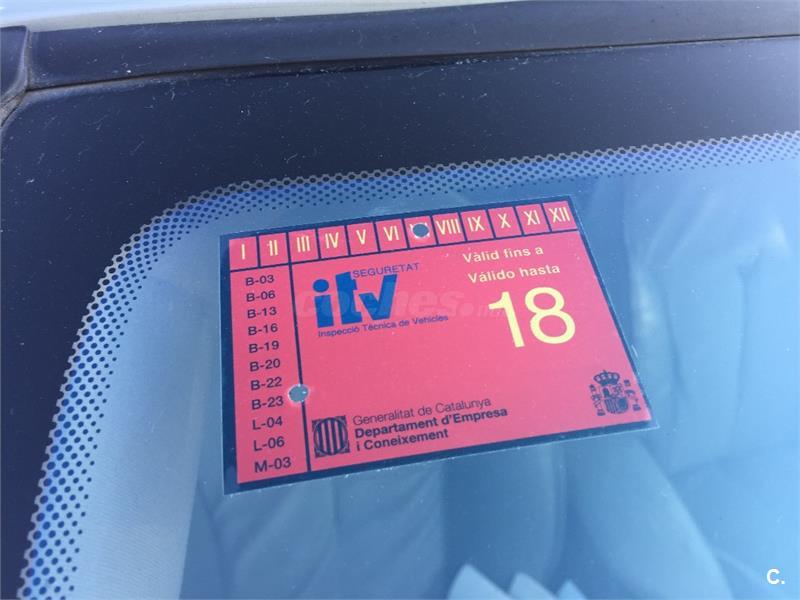 I II III IV V VI VIII IX X XI XII
SEGURETAT
itv
Inspecció Tècnica de Vehicles
Vàlid fins a
Válido hasta
18
B-03
B-06
B-13
B-16
B-19
B-20
B-22
B-23
L-04
L-06
M-03
Generalitat de Catalunya
Departament d'Empresa
i Coneixement
C.